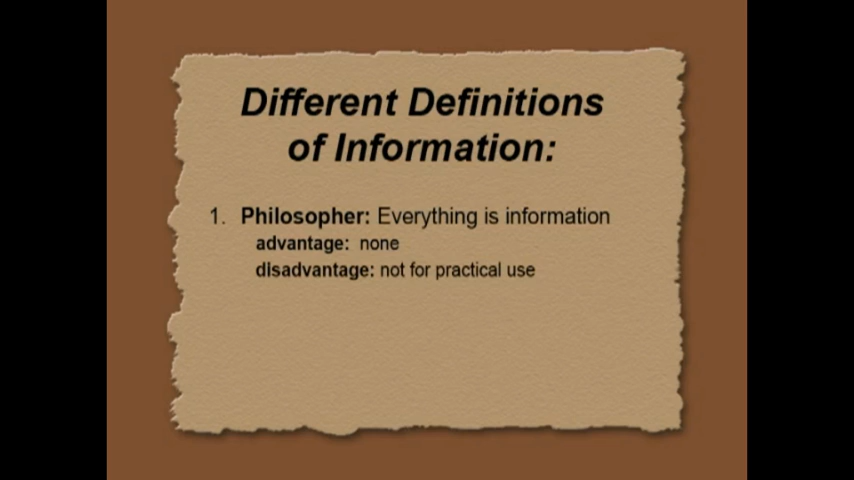 Different Definitions
of Information:
1. Philosopher: Everything is information
advantage: none
disadvantage: not for practical use